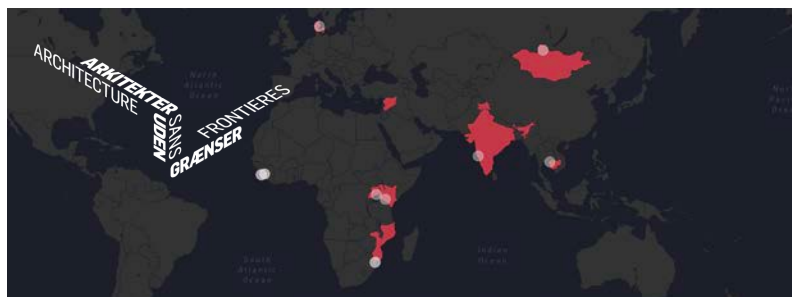 ARCHITECTURE
ARKITEKTER
UDEN
SANS
FRONTIERES
GRÆNSER
North
Atlantic
Ocean
South
Atlantic
Ocean
Indian
Ocean